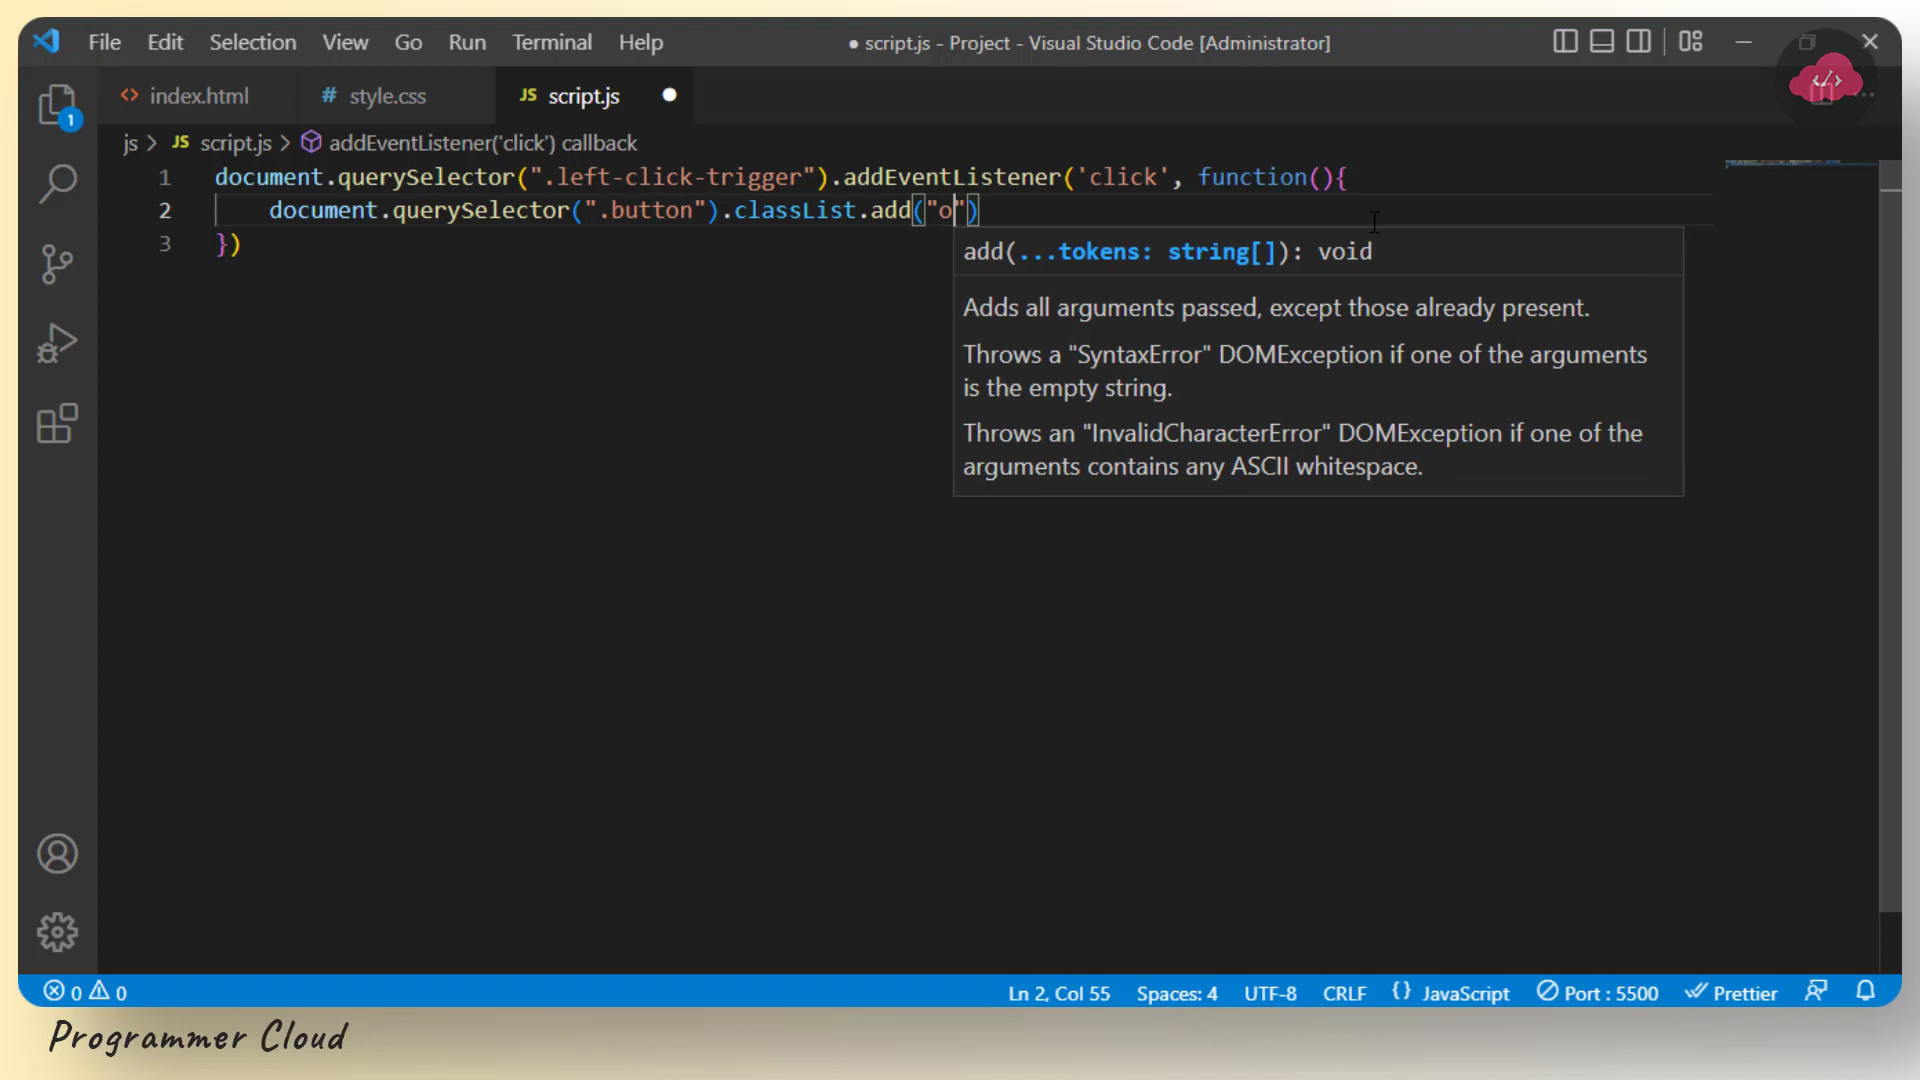 File Edit Selection View Go Run Terminal Help ● script.js - Project - Visual Studio Code [Administrator]
index.html # style.css JS script.js
js > JS script.js > addEventListener('click') callback
1 document.querySelector(".left-click-trigger").addEventListener('click', function(){
2 document.querySelector(".button").classList.add("o")
3 })
add(...tokens: string[]): void
Adds all arguments passed, except those already present.
Throws a "SyntaxError" DOMException if one of the arguments
is the empty string.
Throws an "InvalidCharacterError" DOMException if one of the
arguments contains any ASCII whitespace.
1
0 0 Ln 2, Col 55 Spaces: 4 UTF-8 CRLF {} JavaScript Port : 5500 Prettier
Programmer Cloud